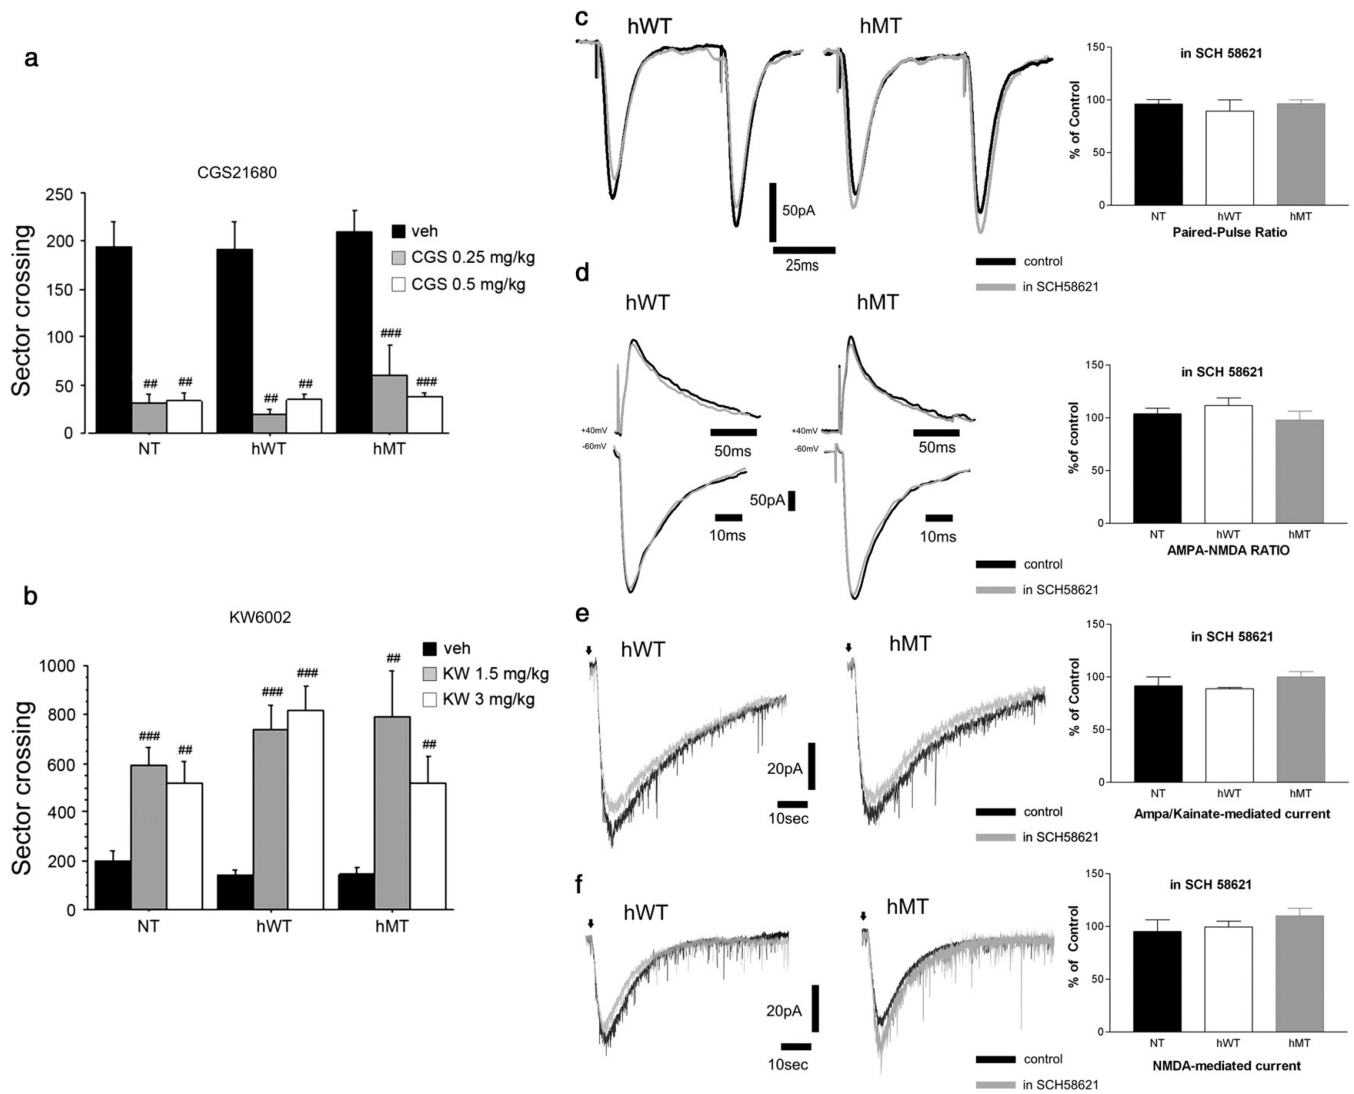 a
CGS21680
250
200
150
100
50
0
Sector crossing
veh
CGS 0.25 mg/kg
CGS 0.5 mg/kg
## ##
## ##
### ###
NT hWT hMT
b
KW6002
1000
800
600
400
200
0
Sector crossing
veh
KW 1.5 mg/kg
KW 3 mg/kg
### ##
### ###
## ##
NT hWT hMT
c
hWT hMT
50pA
25ms
control
in SCH58621
in SCH 58621
150
100
50
0
% of Control
NT hWT hMT
Paired-Pulse Ratio
d
hWT hMT
+40mV +40mV
-60mV -60mV
50ms 50ms
50pA
10ms 10ms
control
in SCH58621
in SCH 58621
150
100
50
0
%of control
NT hWT hMT
AMPA-NMDA RATIO
e
hWT hMT
20pA
10sec
control
in SCH58621
in SCH 58621
150
100
50
0
% of Control
NT hWT hMT
Ampa/Kainate-mediated current
f
hWT hMT
20pA
10sec
control
in SCH58621
in SCH 58621
150
100
50
0
% of Control
NT hWT hMT
NMDA-mediated current